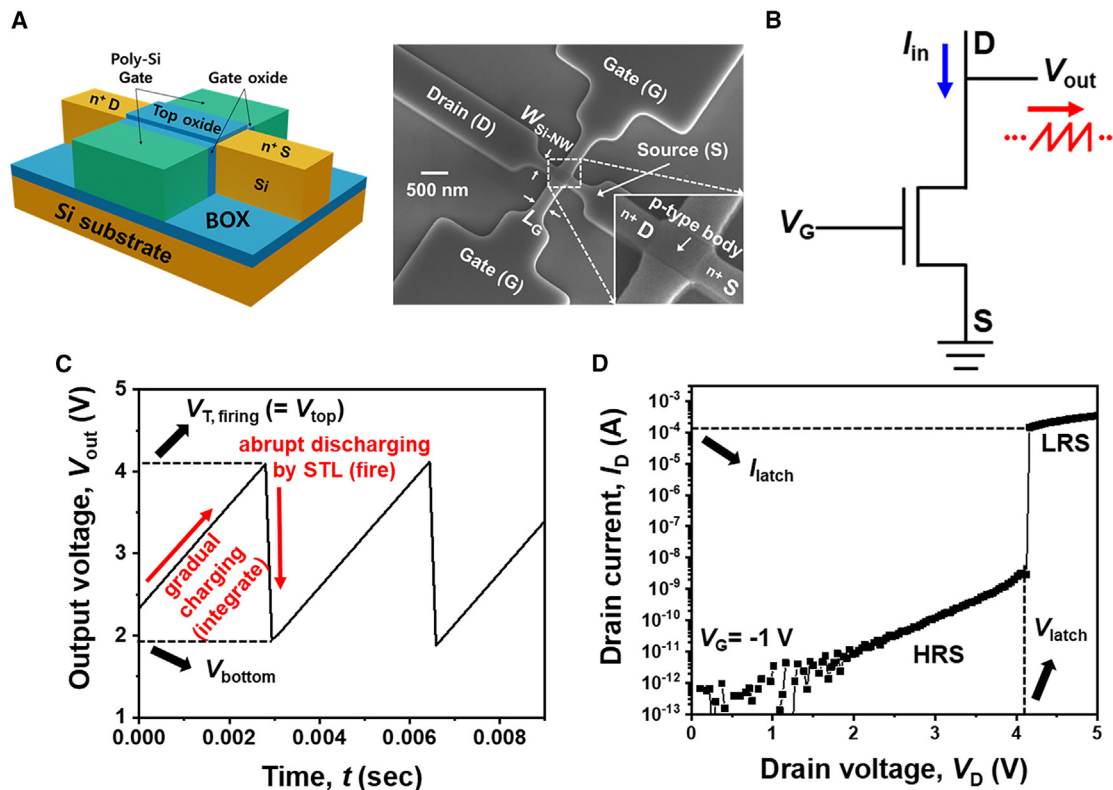 A
Poly-Si
Gate
Gate oxide
n+ D
Top oxide
n+ S
Si
BOX
Si substrate
Drain (D)
WSi-NW
Gate (G)
Source (S)
500 nm
LG
Gate (G)
p-type body
n+ D
n+ S
B
Iin
D
Vout
VG
S
C
Output voltage, Vout (V)
5
4
3
2
1
VT,firing (= Vtop)
abrupt discharging
by STL (fire)
gradual
charging
(integrate)
Vbottom
0.000
0.002
0.004
0.006
0.008
Time, t (sec)
D
Drain current, ID (A)
10-3
10-4
10-5
10-6
10-7
10-8
10-9
10-10
10-11
10-12
10-13
LRS
Ilatch
VG= -1 V
HRS
Vlatch
0
1
2
3
4
5
Drain voltage, VD (V)